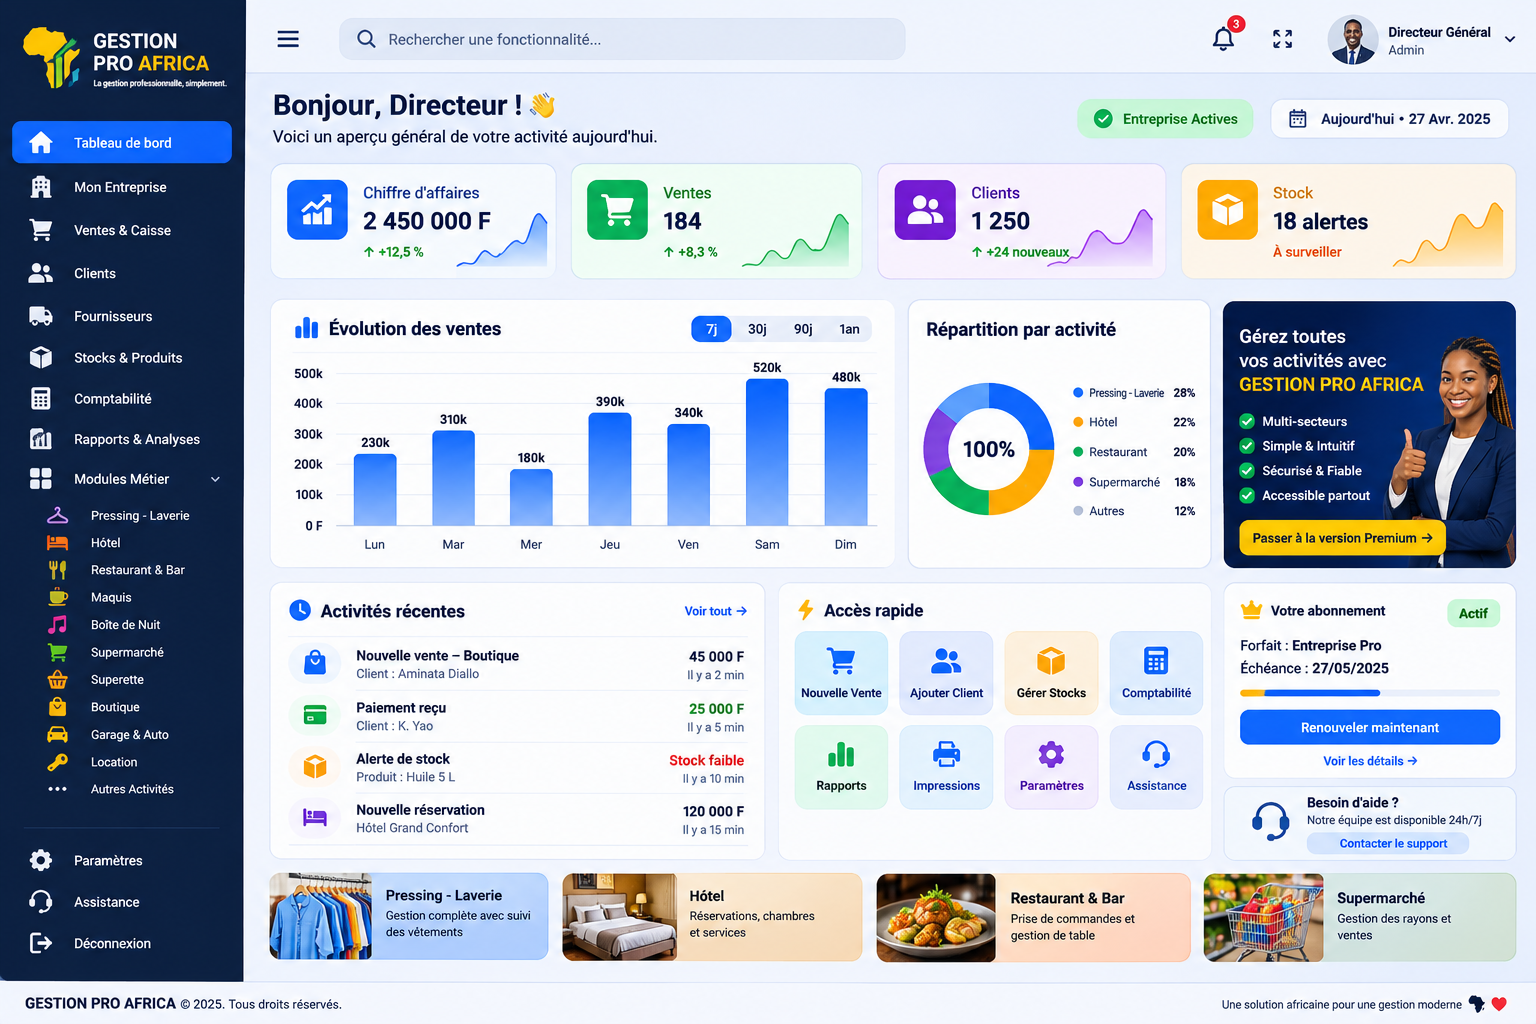 GESTION
PRO AFRICA
La gestion professionnalle, simplement.
Tableau de bord
Mon Entreprise
Ventes & Caisse
Clients
Fournisseurs
Stocks & Produits
Comptabilité
Rapports & Analyses
Modules Métier
Pressing - Laverie
Hôtel
Restaurant & Bar
Maquis
Boîte de Nuit
Supermarché
Superette
Boutique
Garage & Auto
Location
Autres Activités
Paramètres
Assistance
Déconnexion
Rechercher une fonctionnalité...
3
Directeur Général
Admin
Bonjour, Directeur ! 👋
Voici un aperçu général de votre activité aujourd'hui.
Entreprise Actives
Aujourd'hui • 27 Avr. 2025
Chiffre d'affaires
2 450 000 F
↑ +12,5 %
Ventes
184
↑ +8,3 %
Clients
1 250
↑ +24 nouveaux
Stock
18 alertes
À surveiller
Évolution des ventes
7j 30j 90j 1an
500k
400k
300k
200k
100k
0 F
230k
310k
180k
390k
340k
520k
480k
Lun Mar Mer Jeu Ven Sam Dim
Répartition par activité
100%
Pressing - Laverie 28%
Hôtel 22%
Restaurant 20%
Supermarché 18%
Autres 12%
Gérez toutes
vos activités avec
GESTION PRO AFRICA
Multi-secteurs
Simple & Intuitif
Sécurisé & Fiable
Accessible partout
Passer à la version Premium →
Activités récentes
Voir tout →
Nouvelle vente – Boutique 45 000 F
Client : Aminata Diallo Il y a 2 min
Paiement reçu 25 000 F
Client : K. Yao Il y a 5 min
Alerte de stock Stock faible
Produit : Huile 5 L Il y a 10 min
Nouvelle réservation 120 000 F
Hôtel Grand Confort Il y a 15 min
Accès rapide
Nouvelle Vente
Ajouter Client
Gérer Stocks
Comptabilité
Rapports
Impressions
Paramètres
Assistance
Votre abonnement
Actif
Forfait : Entreprise Pro
Échéance : 27/05/2025
Renouveler maintenant
Voir les détails →
Besoin d'aide ?
Notre équipe est disponible 24h/7j
Contacter le support
Pressing - Laverie
Gestion complète avec suivi
des vêtements
Hôtel
Réservations, chambres
et services
Restaurant & Bar
Prise de commandes et
gestion de table
Supermarché
Gestion des rayons et
ventes
GESTION PRO AFRICA © 2025. Tous droits réservés.
Une solution africaine pour une gestion moderne